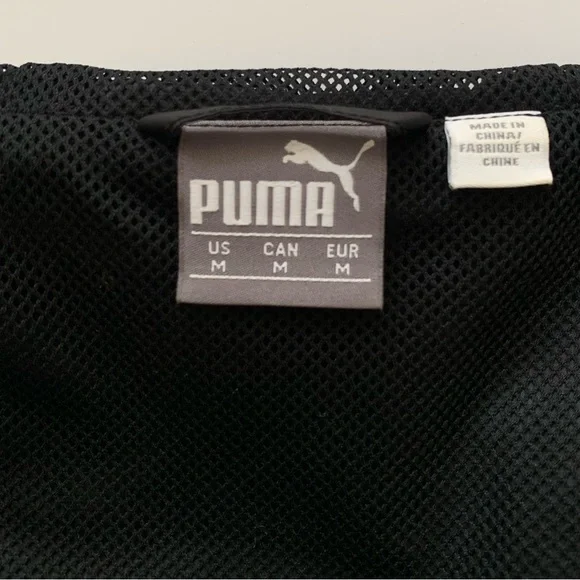 PUMA
US CAN EUR
M M M
MADE IN
CHINA/
FABRIQUÉ EN
CHINE